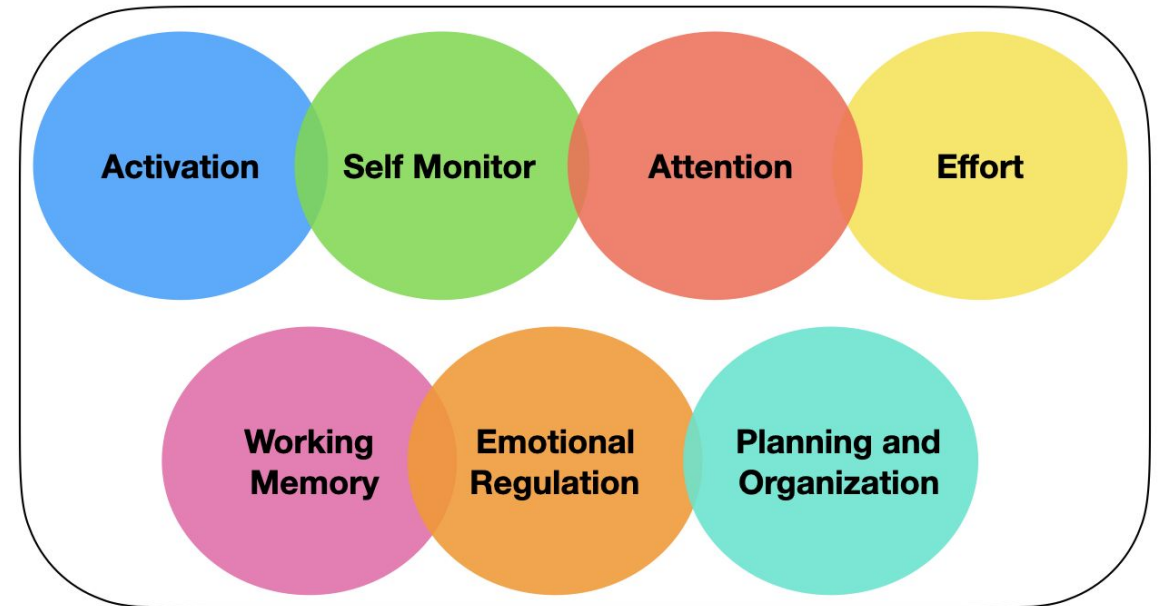 Activation
Self Monitor
Attention
Effort
Working
Memory
Emotional
Regulation
Planning and
Organization